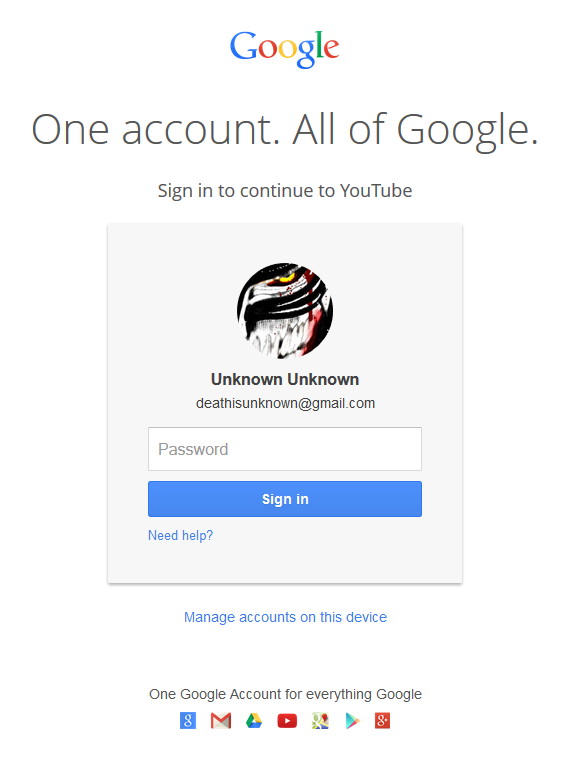 Google
One account. All of Google.
Sign in to continue to YouTube
Unknown Unknown
deathisunknown@gmail.com
Password
Sign in
Need help?
Manage accounts on this device
One Google Account for everything Google